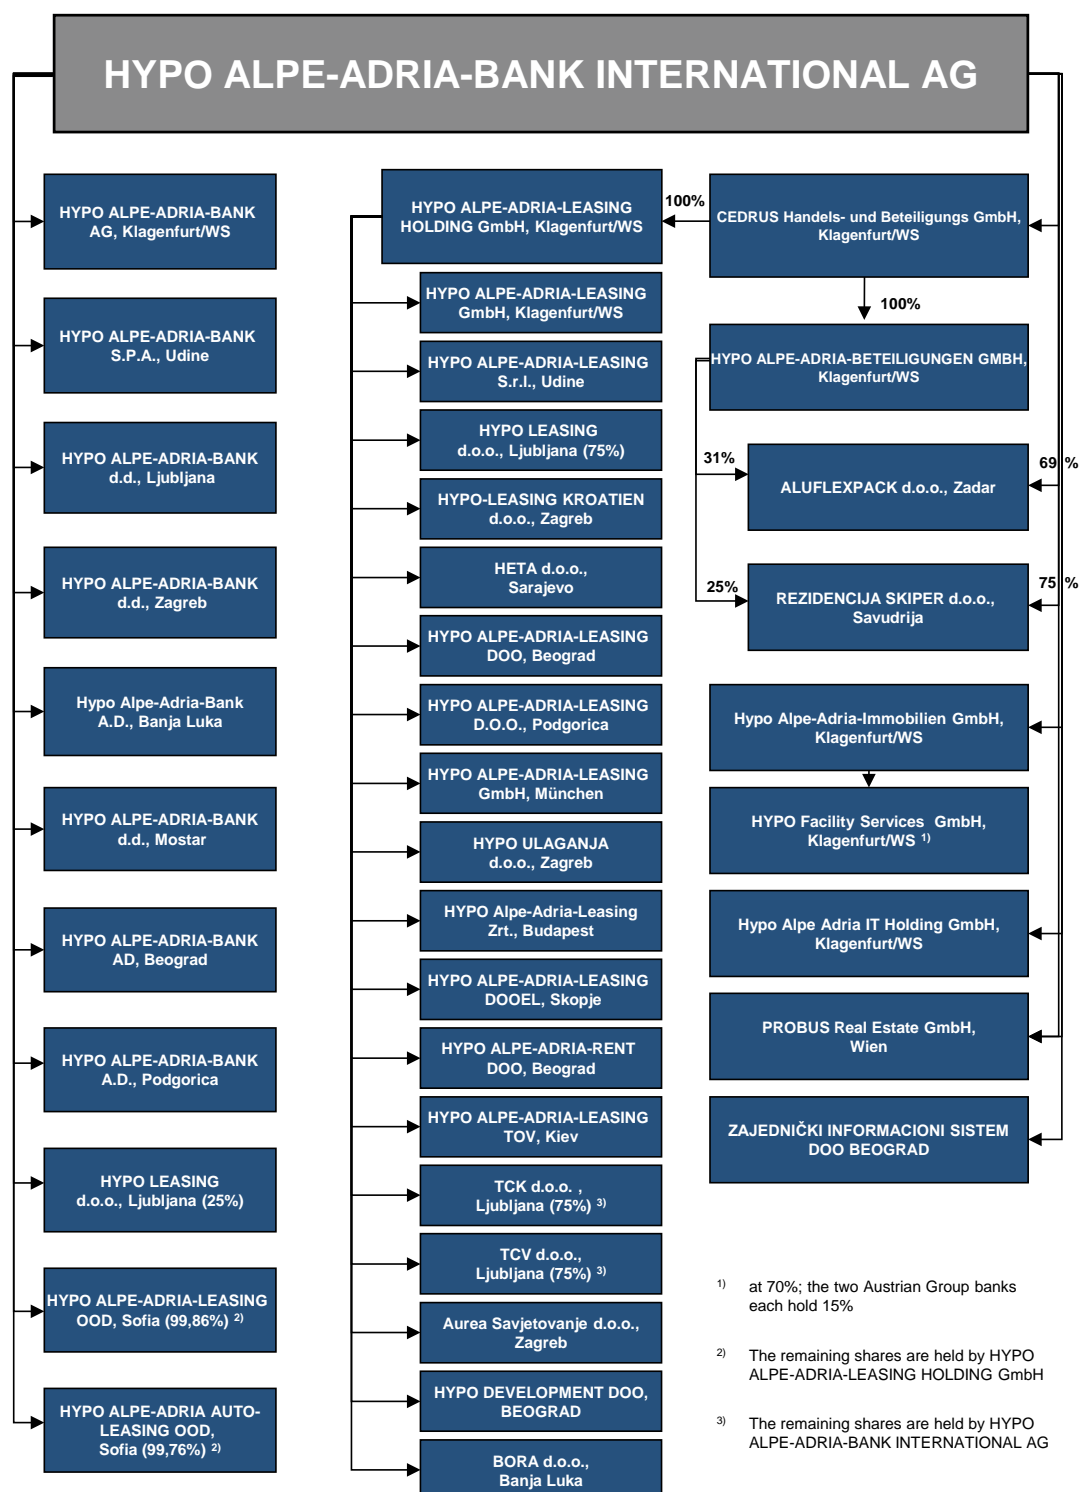 HYPO ALPE-ADRIA-BANK INTERNATIONAL AG
HYPO ALPE-ADRIA-BANK
AG, Klagenfurt/WS
HYPO ALPE-ADRIA-BANK
S.P.A., Udine
HYPO ALPE-ADRIA-BANK
d.d., Ljubljana
HYPO ALPE-ADRIA-BANK
d.d., Zagreb
Hypo Alpe-Adria-Bank
A.D., Banja Luka
HYPO ALPE-ADRIA-BANK
d.d., Mostar
HYPO ALPE-ADRIA-BANK
AD, Beograd
HYPO ALPE-ADRIA-BANK
A.D., Podgorica
HYPO LEASING
d.o.o., Ljubljana (25%)
HYPO ALPE-ADRIA-LEASING
OOD, Sofia (99,86%) 2)
HYPO ALPE-ADRIA AUTO-
LEASING OOD,
Sofia (99,76%) 2)
HYPO ALPE-ADRIA-LEASING
HOLDING GmbH, Klagenfurt/WS
HYPO ALPE-ADRIA-LEASING
GmbH, Klagenfurt/WS
HYPO ALPE-ADRIA-LEASING
S.r.l., Udine
HYPO LEASING
d.o.o., Ljubljana (75%)
HYPO-LEASING KROATIEN
d.o.o., Zagreb
HETA d.o.o.,
Sarajevo
HYPO ALPE-ADRIA-LEASING
DOO, Beograd
HYPO ALPE-ADRIA-LEASING
D.O.O., Podgorica
HYPO ALPE-ADRIA-LEASING
GmbH, München
HYPO ULAGANJA
d.o.o., Zagreb
HYPO Alpe-Adria-Leasing
Zrt., Budapest
HYPO ALPE-ADRIA-LEASING
DOOEL, Skopje
HYPO ALPE-ADRIA-RENT
DOO, Beograd
HYPO ALPE-ADRIA-LEASING
TOV, Kiev
TCK d.o.o. ,
Ljubljana (75%) 3)
TCV d.o.o.,
Ljubljana (75%) 3)
Aurea Savjetovanje d.o.o.,
Zagreb
HYPO DEVELOPMENT DOO,
BEOGRAD
BORA d.o.o.,
Banja Luka
100%
CEDRUS Handels- und Beteiligungs GmbH,
Klagenfurt/WS
100%
HYPO ALPE-ADRIA-BETEILIGUNGEN GMBH,
Klagenfurt/WS
31%
ALUFLEXPACK d.o.o., Zadar
69 %
25%
REZIDENCIJA SKIPER d.o.o.,
Savudrija
75 %
Hypo Alpe-Adria-Immobilien GmbH,
Klagenfurt/WS
HYPO Facility Services GmbH,
Klagenfurt/WS 1)
Hypo Alpe Adria IT Holding GmbH,
Klagenfurt/WS
PROBUS Real Estate GmbH,
Wien
ZAJEDNIČKI INFORMACIONI SISTEM
DOO BEOGRAD
1) at 70%; the two Austrian Group banks
each hold 15%
2) The remaining shares are held by HYPO
ALPE-ADRIA-LEASING HOLDING GmbH
3) The remaining shares are held by HYPO
ALPE-ADRIA-BANK INTERNATIONAL AG